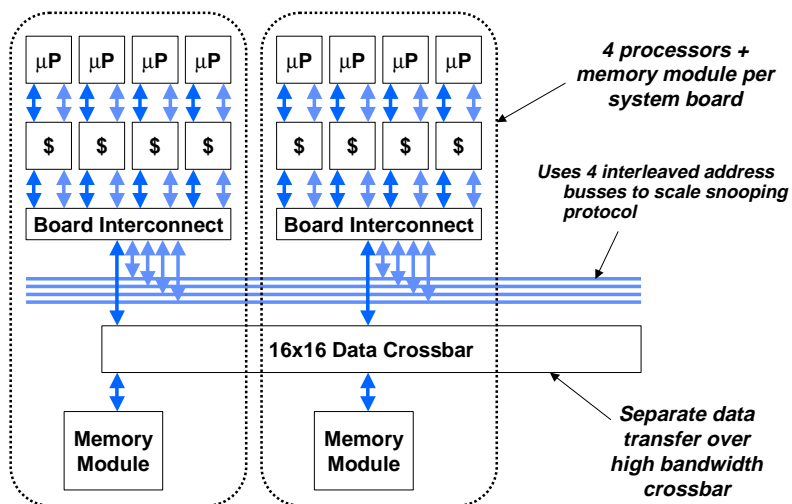 μP μP μP μP μP μP μP μP
4 processors +
memory module per
system board
$ $ $ $ $ $ $ $
Uses 4 interleaved address
busses to scale snooping
protocol
Board Interconnect Board Interconnect
16x16 Data Crossbar
Memory
Module
Memory
Module
Separate data
transfer over
high bandwidth
crossbar